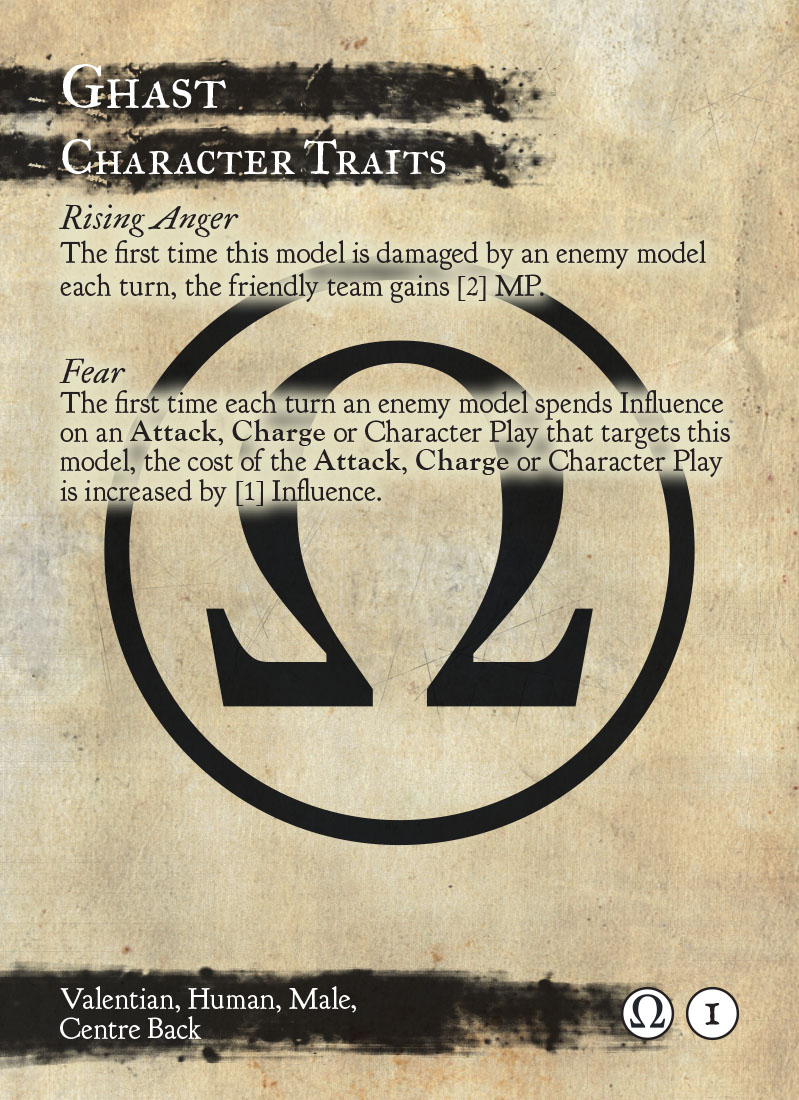 Ghast
Character Traits
Rising Anger
The first time this model is damaged by an enemy model
each turn, the friendly team gains [2] MP.
Fear
The first time each turn an enemy model spends Influence
on an Attack, Charge or Character Play that targets this
model, the cost of the Attack, Charge or Character Play
is increased by [1] Influence.
Ω
Valentian, Human, Male,
Centre Back
Ω 1